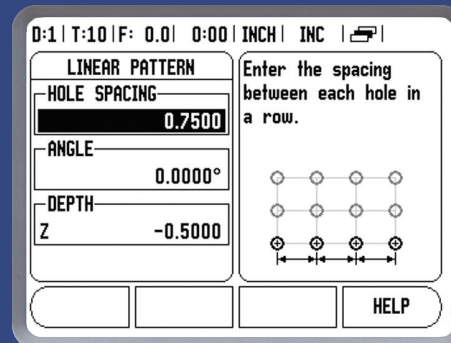 D:1 | T:10 | F: 0.0 | 0:00 | INCH | INC |
LINEAR PATTERN
HOLE SPACING
0.7500
ANGLE
0.0000°
DEPTH
Z -0.5000
Enter the spacing
between each hole in
a row.
HELP